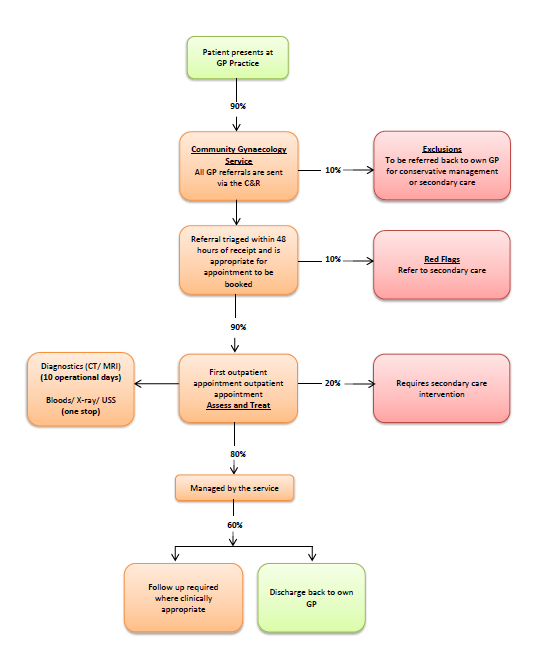 Patient presents at
GP Practice
90%
Community Gynaecology
Service
All GP referrals are sent
via the C&R
10%
Exclusions
To be referred back to own GP
for conservative management
or secondary care
Referral triaged within 48
hours of receipt and is
appropriate for
appointment to be
booked
10%
Red Flags
Refer to secondary care
90%
Diagnostics (CT/ MRI)
(10 operational days)
Bloods/ X-ray/ USS
(one stop)
First outpatient
appointment outpatient
appointment
Assess and Treat
20%
Requires secondary care
intervention
80%
Managed by the service
60%
Follow up required
where clinically
appropriate
Discharge back to own
GP